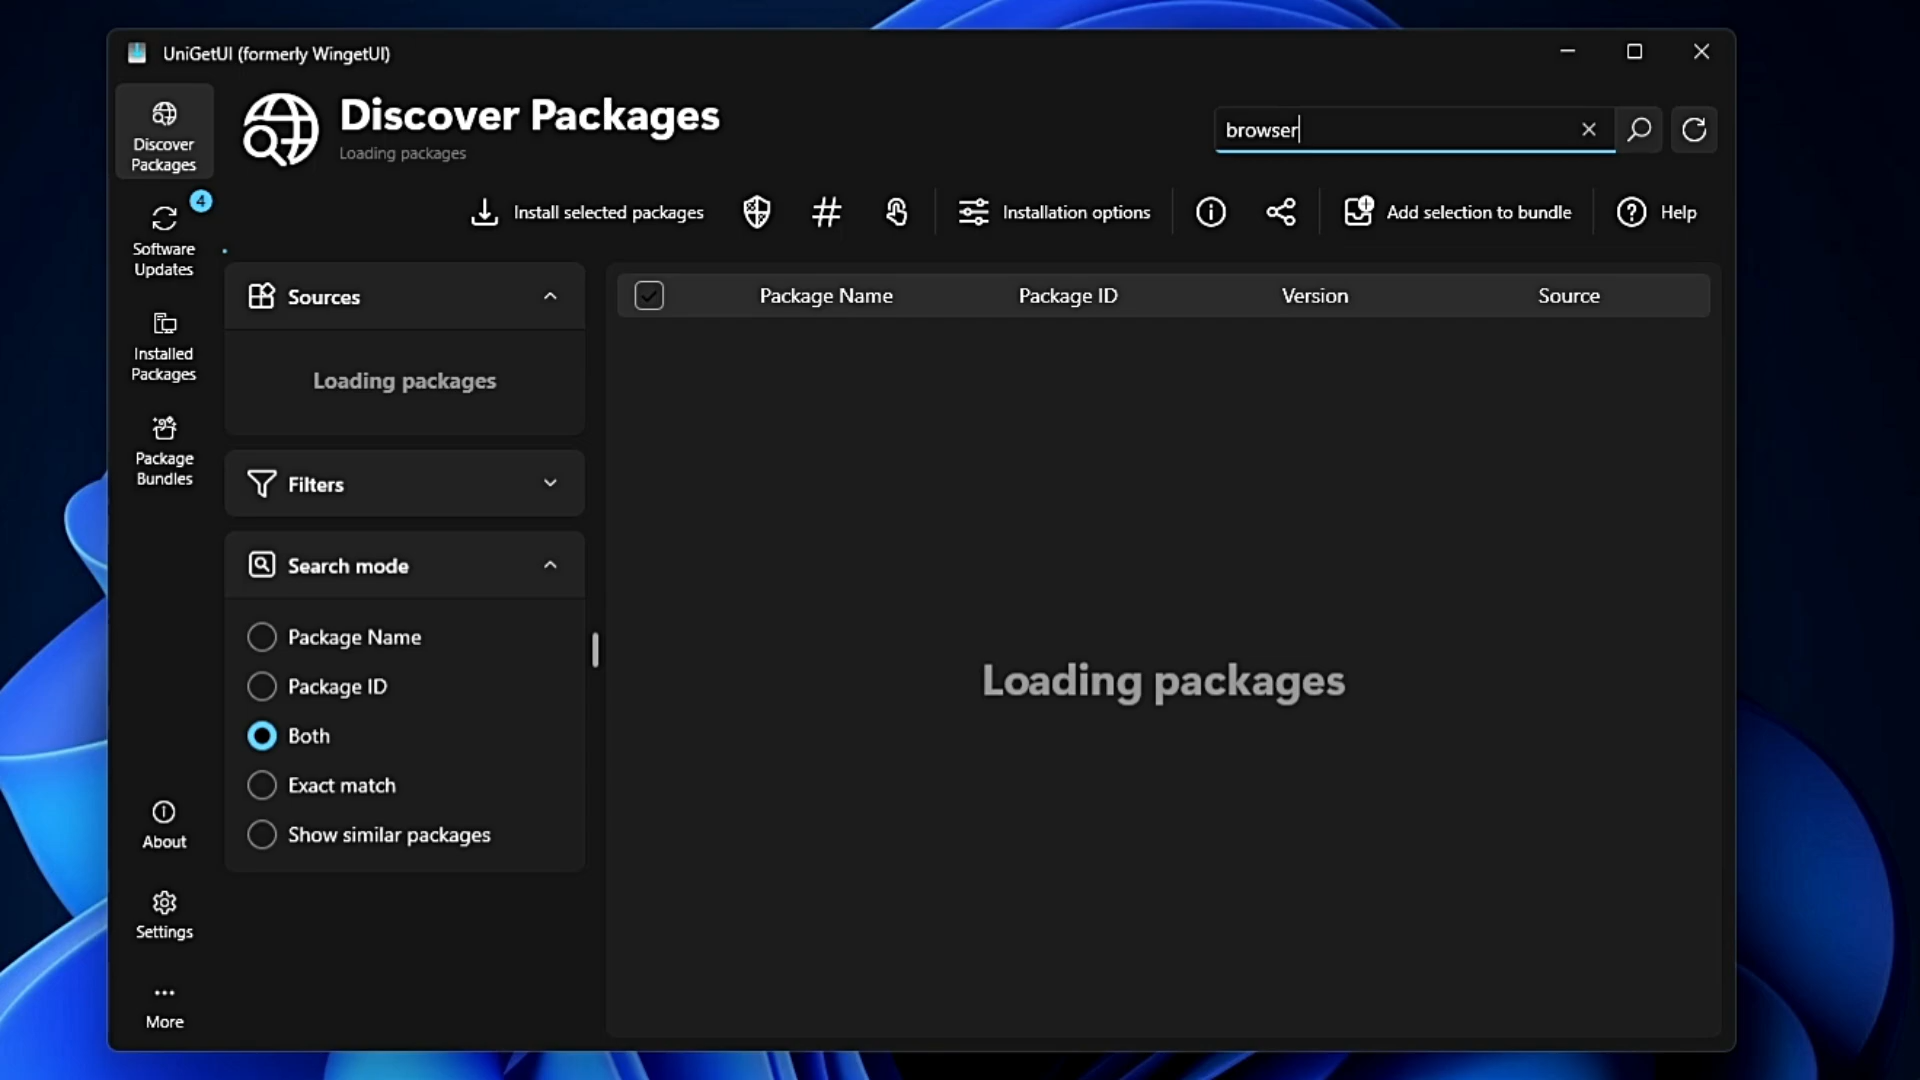 UniGetUI (formerly WingetUI)
Discover
Packages
4
Software
Updates
Installed
Packages
Package
Bundles
About
Settings
More
Discover Packages
Loading packages
browser
Install selected packages
Installation options
Add selection to bundle
Help
Sources
Loading packages
Filters
Search mode
Package Name
Package ID
Both
Exact match
Show similar packages
Package Name Package ID Version Source
Loading packages